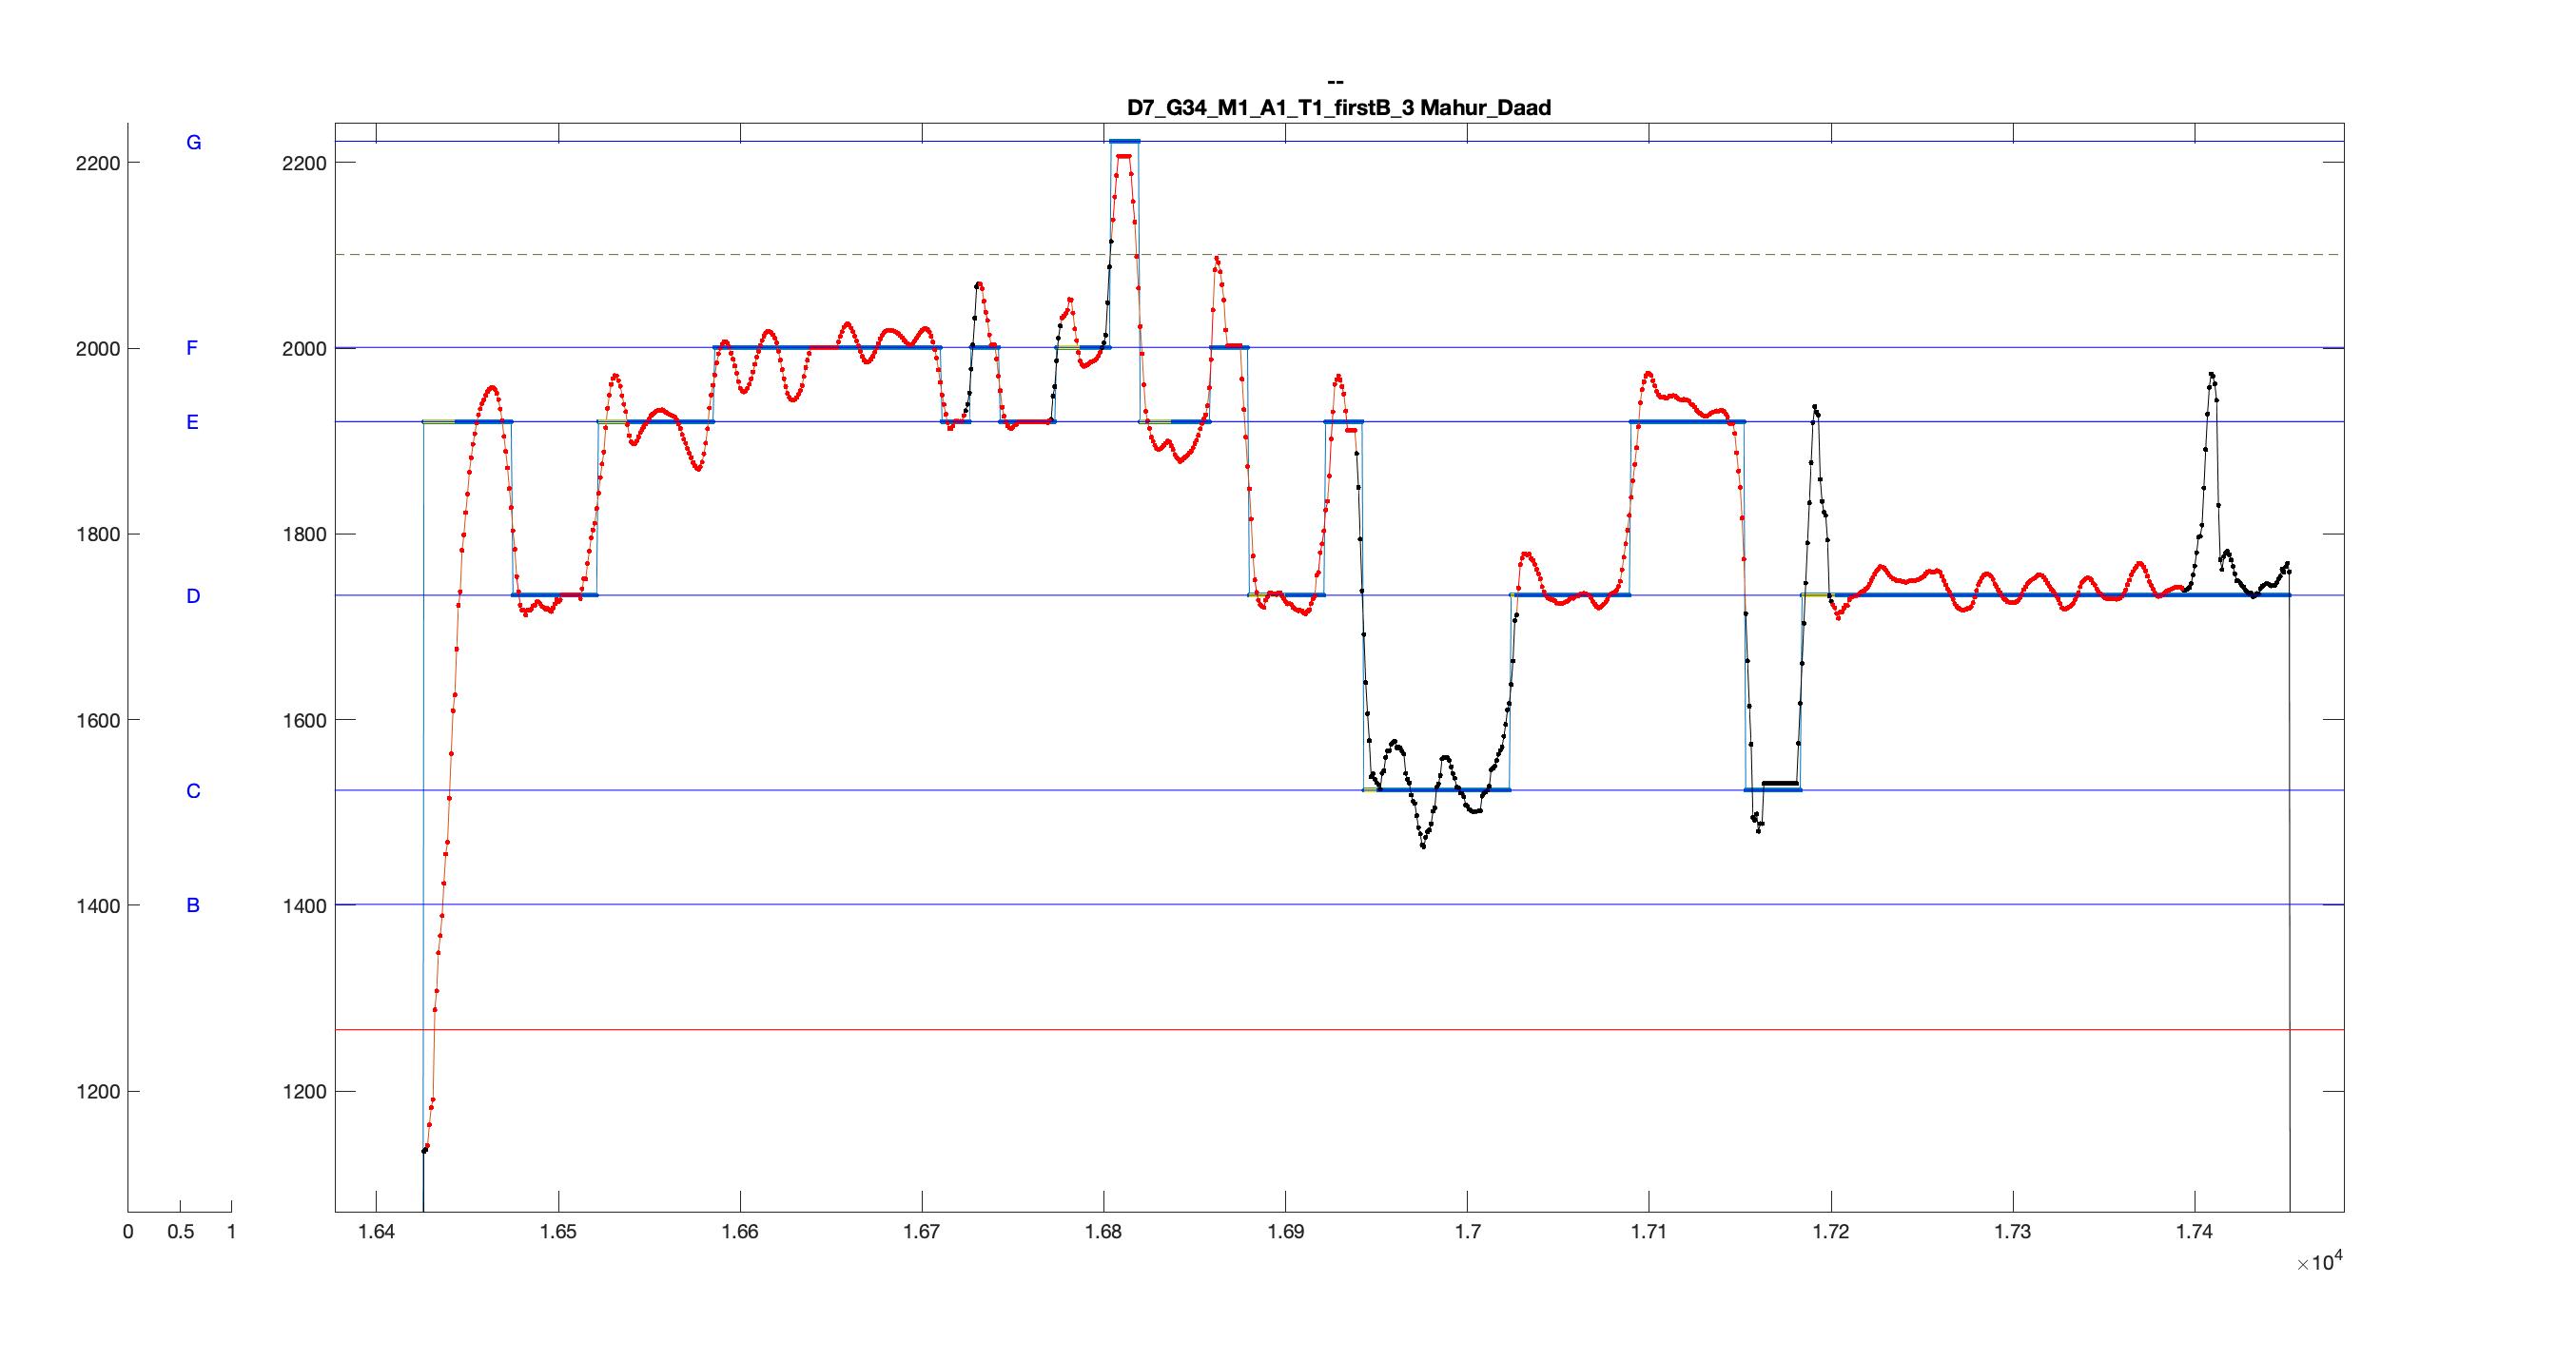 --
D7_G34_M1_A1_T1_firstB_3 Mahur_Daad
2200 G 2200
2000 F 2000
E
1800 1800
D
1600 1600
C
1400 B 1400
1200 1200
0 0.5 1 1.64 1.65 1.66 1.67 1.68 1.69 1.7 1.71 1.72 1.73 1.74
×10⁴